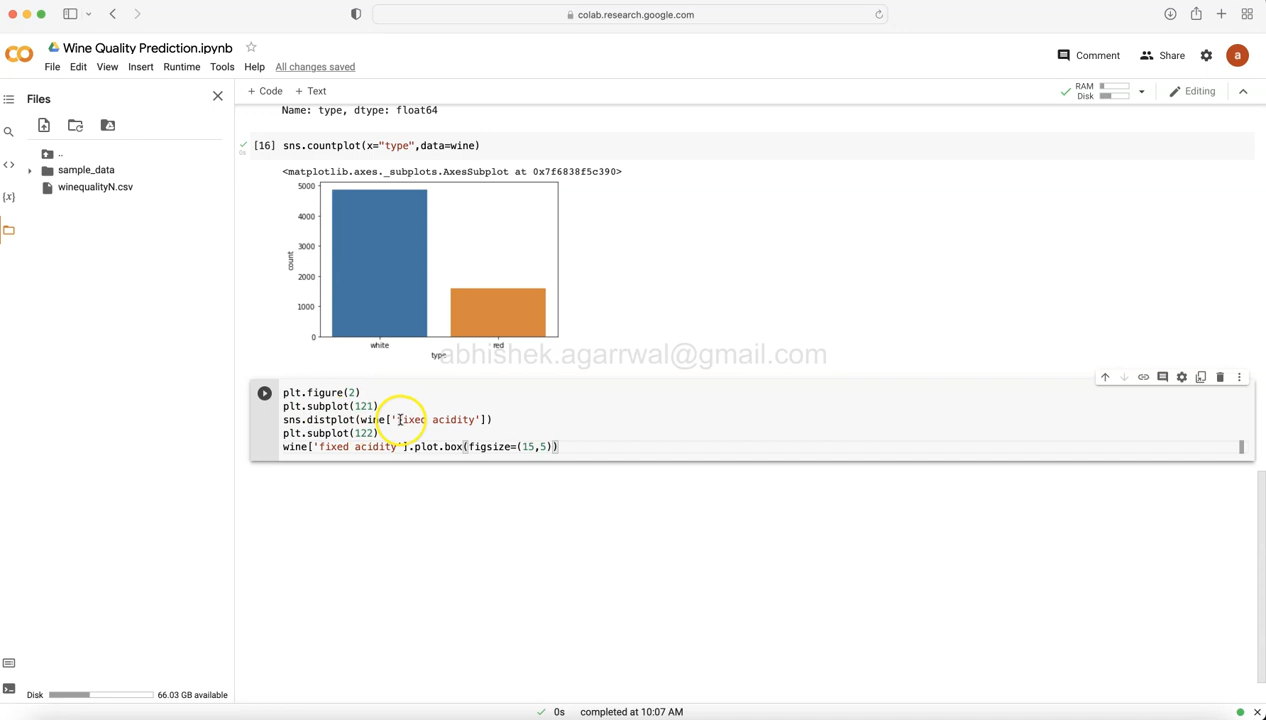 colab.research.google.com
Wine Quality Prediction.ipynb
File Edit View Insert Runtime Tools Help All changes saved
Comment
Share
a
Files
+ Code + Text
RAM
Disk
Editing
..
sample_data
winequalityN.csv
Name: type, dtype: float64
[16] sns.countplot(x="type",data=wine)
0s
<matplotlib.axes._subplots.AxesSubplot at 0x7f6838f5c390>
5000
4000
3000
2000
1000
0
count
white red
type
abhishek.agarrwal@gmail.com
plt.figure(2)
plt.subplot(121)
sns.distplot(wine['fixed acidity'])
plt.subplot(122)
wine['fixed acidity'].plot.box(figsize=(15,5))
Disk 66.03 GB available
0s completed at 10:07 AM